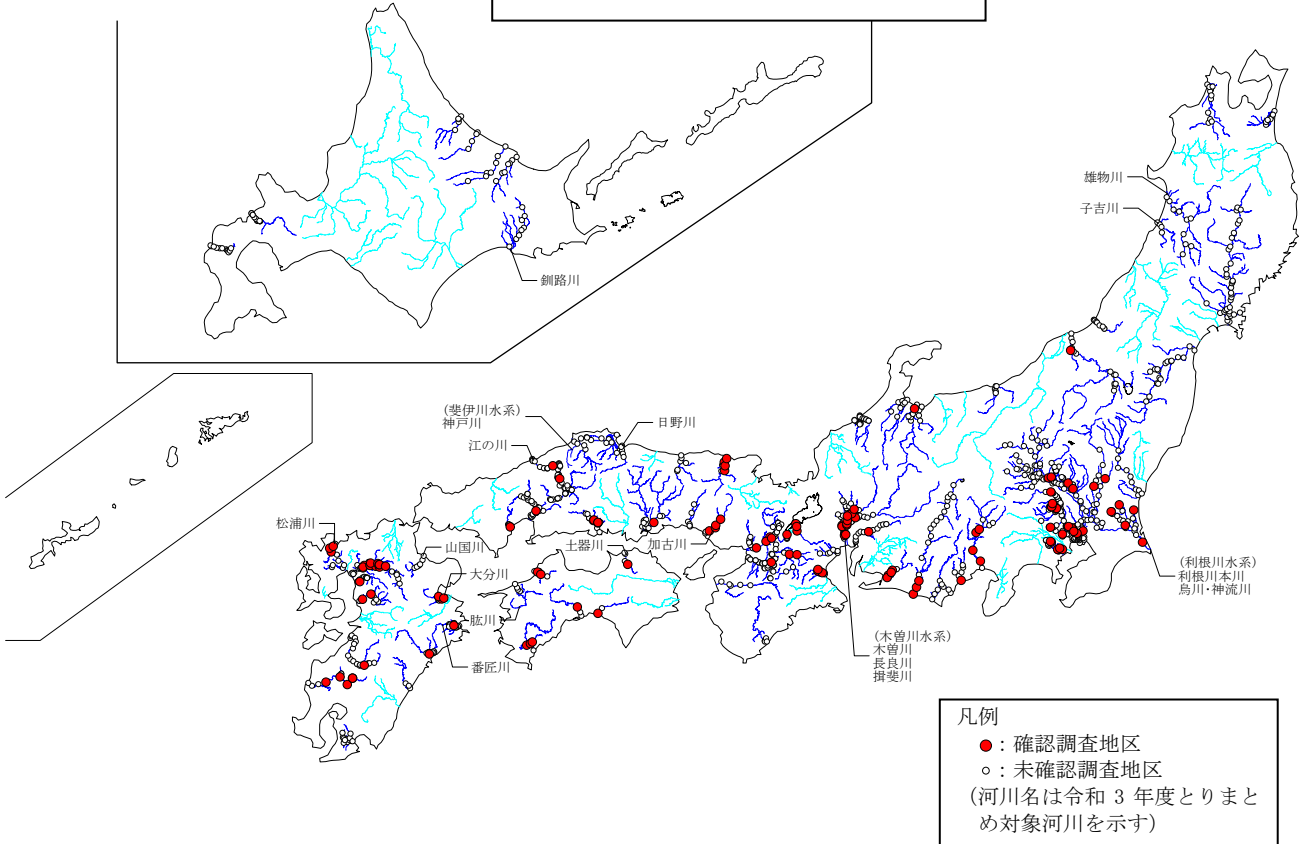 雄物川
子吉川
釧路川
(斐伊川水系)
神戸川
日野川
江の川
松浦川
山国川
土器川
加古川
大分川
(利根川水系)
利根川本川
烏川・神流川
肱川
(木曽川水系)
木曽川
長良川
揖斐川
番匠川
凡例
：確認調査地区
：未確認調査地区
(河川名は令和 3 年度とりまと
め対象河川を示す)